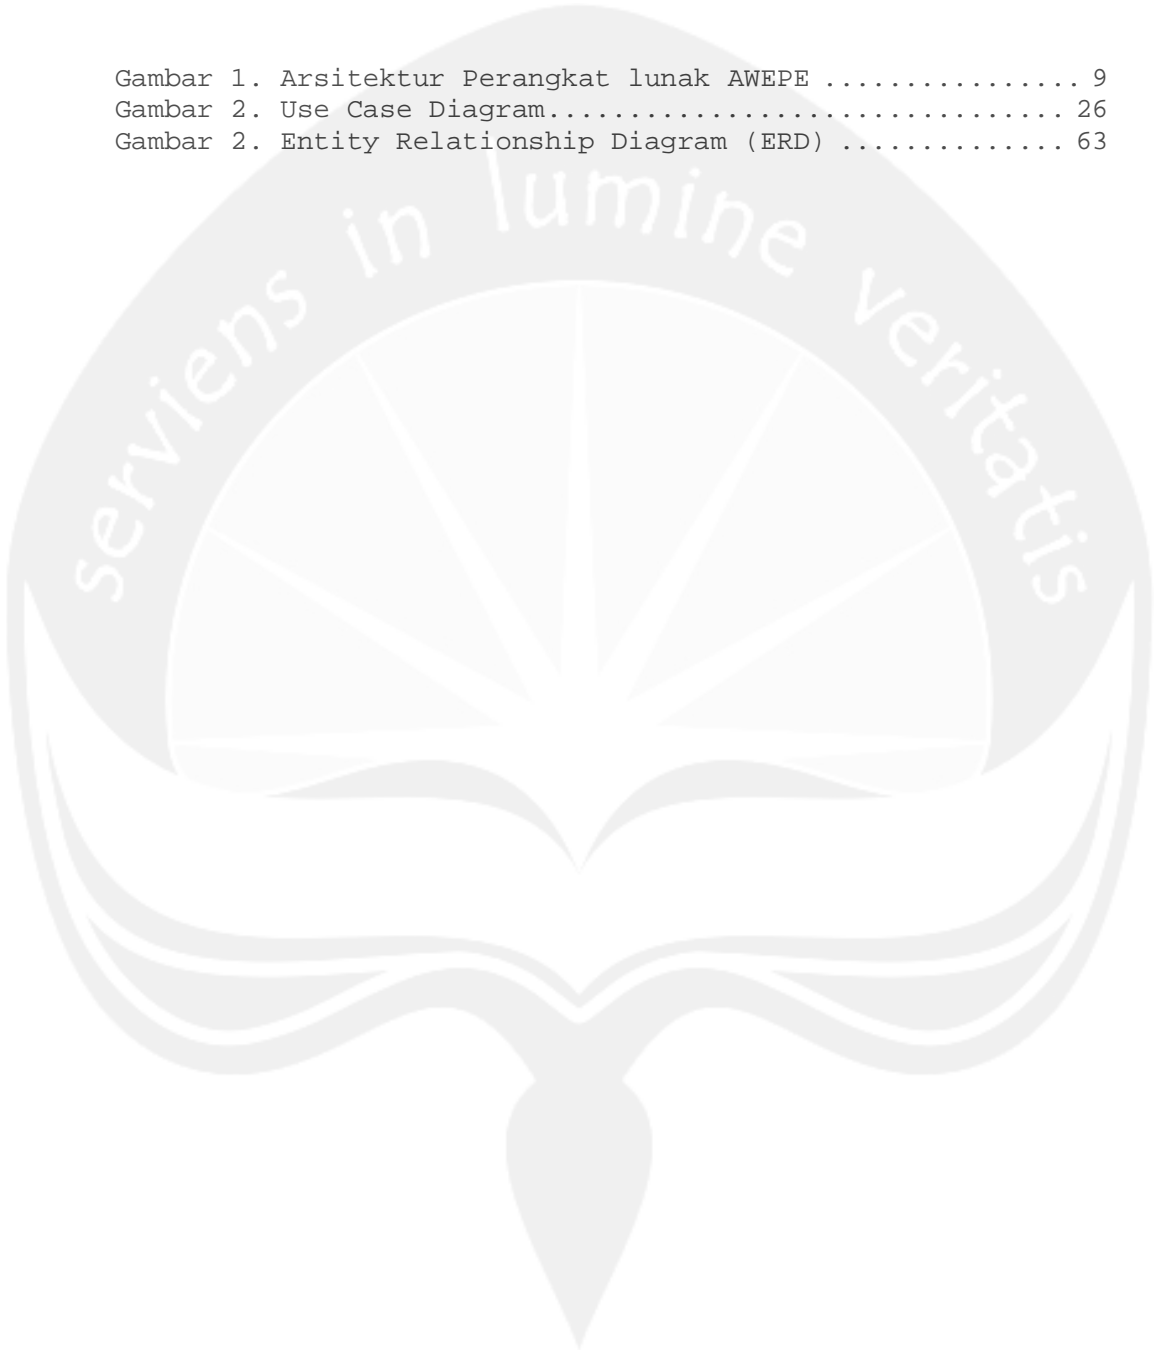 Gambar 1. Arsitektur Perangkat lunak AWEPE ................ 9
Gambar 2. Use Case Diagram................................ 26
Gambar 2. Entity Relationship Diagram (ERD) .............. 63
serviens in lumine veritatis